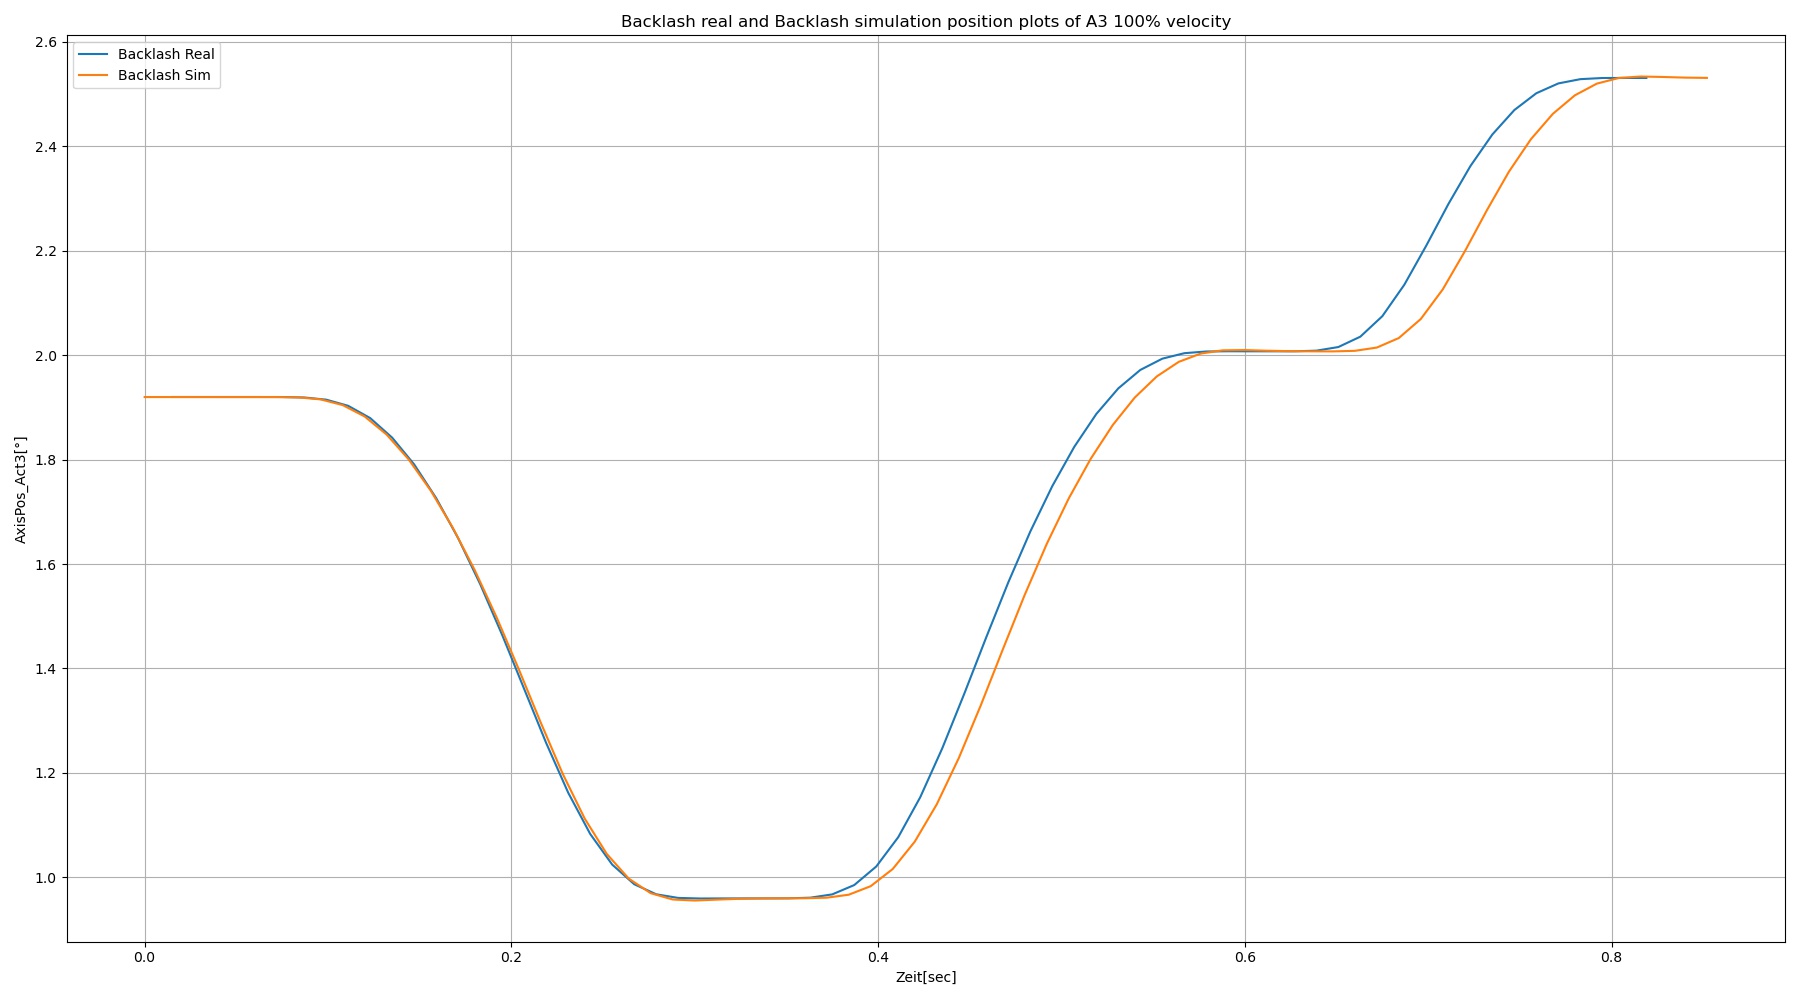 Backlash real and Backlash simulation position plots of A3 100% velocity
Backlash Real
Backlash Sim
AxisPos_Act3[°]
2.6
2.4
2.2
2.0
1.8
1.6
1.4
1.2
1.0
0.0 0.2 0.4 0.6 0.8
Zeit[sec]